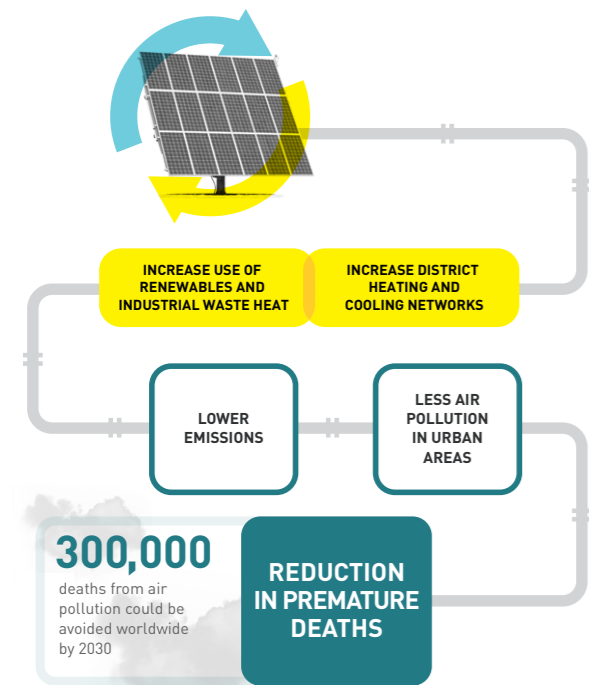 INCREASE USE OF
RENEWABLES AND
INDUSTRIAL WASTE HEAT
INCREASE DISTRICT
HEATING AND
COOLING NETWORKS
LOWER
EMISSIONS
LESS AIR
POLLUTION
IN URBAN
AREAS
300,000
deaths from air
pollution could be
avoided worldwide
by 2030
REDUCTION
IN PREMATURE
DEATHS